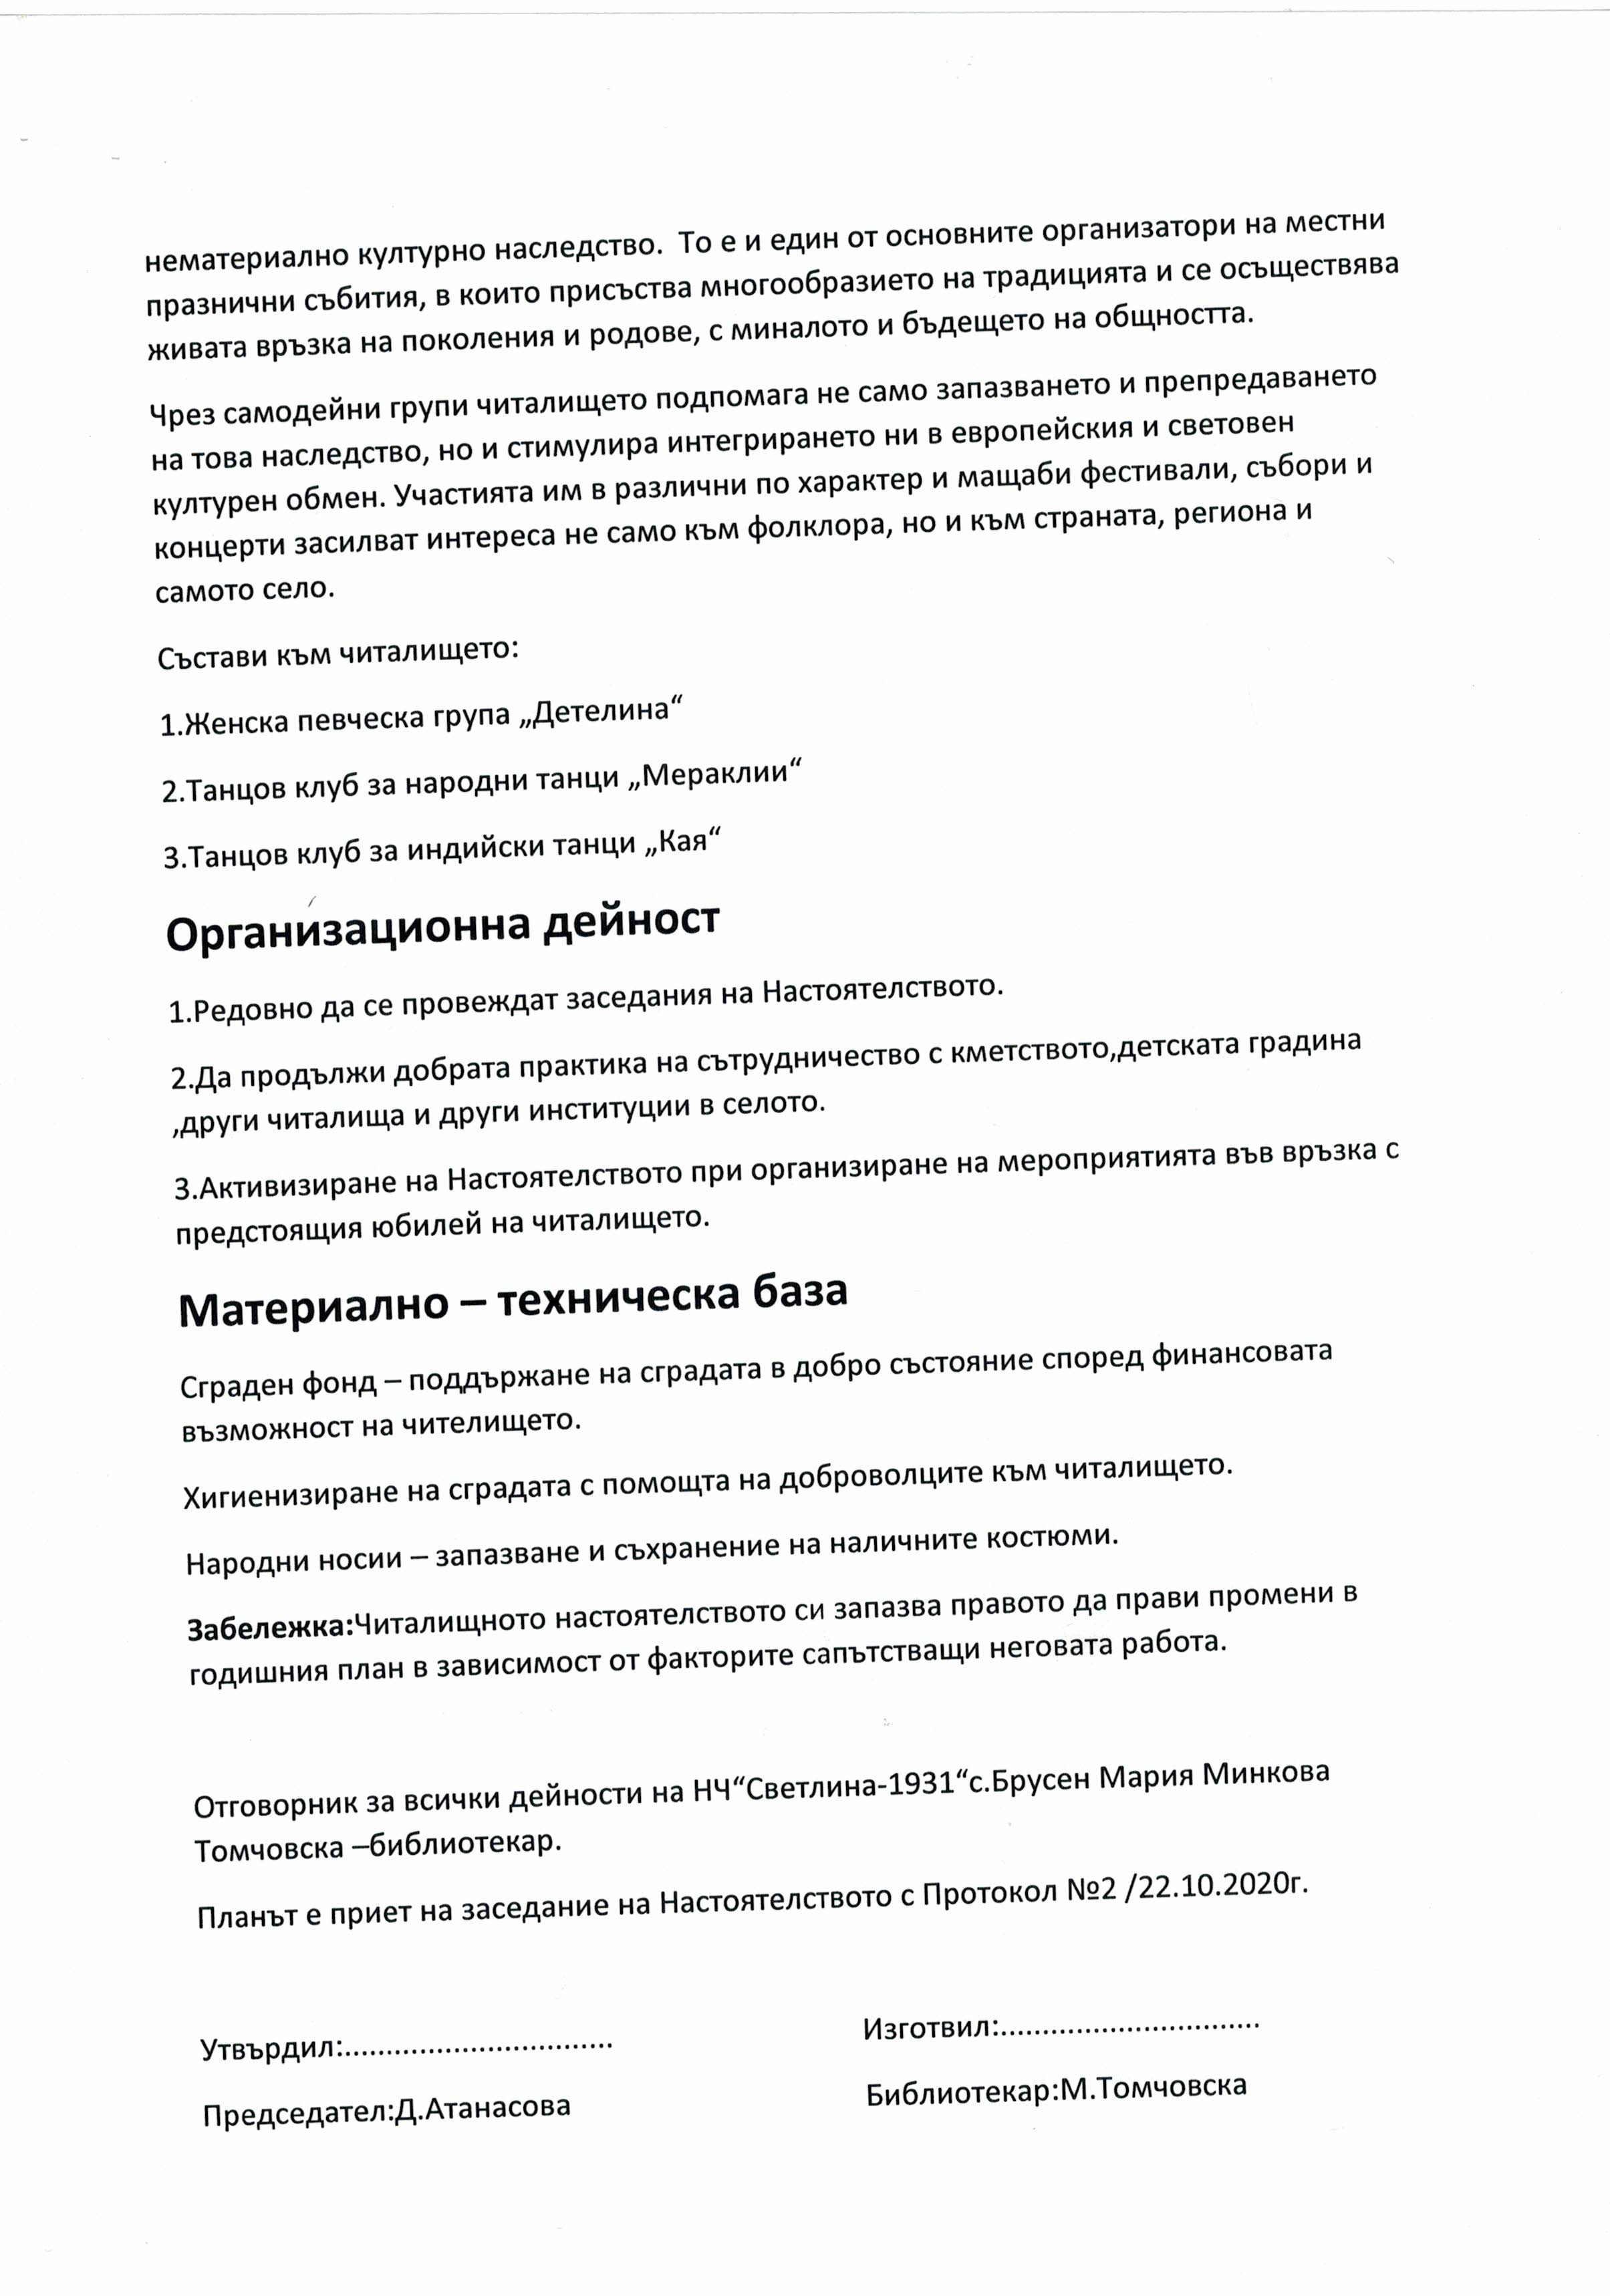 нематериално културно наследство.  То е и един от основните организатори на местни
празнични събития, в които присъства многообразието на традицията и се осъществява
живата връзка на поколения и родове, с миналото и бъдещето на общността.
Чрез самодейни групи читалището подпомага не само запазването и препредаването
на това наследство, но и стимулира интегрирането ни в европейския и световен
културен обмен. Участията им в различни по характер и мащаби фестивали, събори и
концерти засилват интереса не само към фолклора, но и към страната, региона и
самото село.
Състави към читалището:
1.Женска певческа група „Детелина“
2.Танцов клуб за народни танци „Мераклии“
3.Танцов клуб за индийски танци „Кая“
Организационна дейност
1.Редовно да се провеждат заседания на Настоятелството.
2.Да продължи добрата практика на сътрудничество с кметството,детската градина
,други читалища и други институции в селото.
3.Активизиране на Настоятелството при организиране на мероприятията във връзка с
предстоящия юбилей на читалището.
Материално – техническа база
Сграден фонд – поддържане на сградата в добро състояние според финансовата
възможност на чителището.
Хигиенизиране на сградата с помощта на доброволците към читалището.
Народни носии – запазване и съхранение на наличните костюми.
Забележка:Читалищното настоятелството си запазва правото да прави промени в
годишния план в зависимост от факторите сапътстващи неговата работа.
Отговорник за всички дейности на НЧ“Светлина-1931“с.Брусен Мария Минкова
Томчовска –библиотекар.
Планът е приет на заседание на Настоятелството с Протокол №2 /22.10.2020г.
Утвърдил:................................ Изготвил:...............................
Председател:Д.Атанасова Библиотекар:М.Томчовска